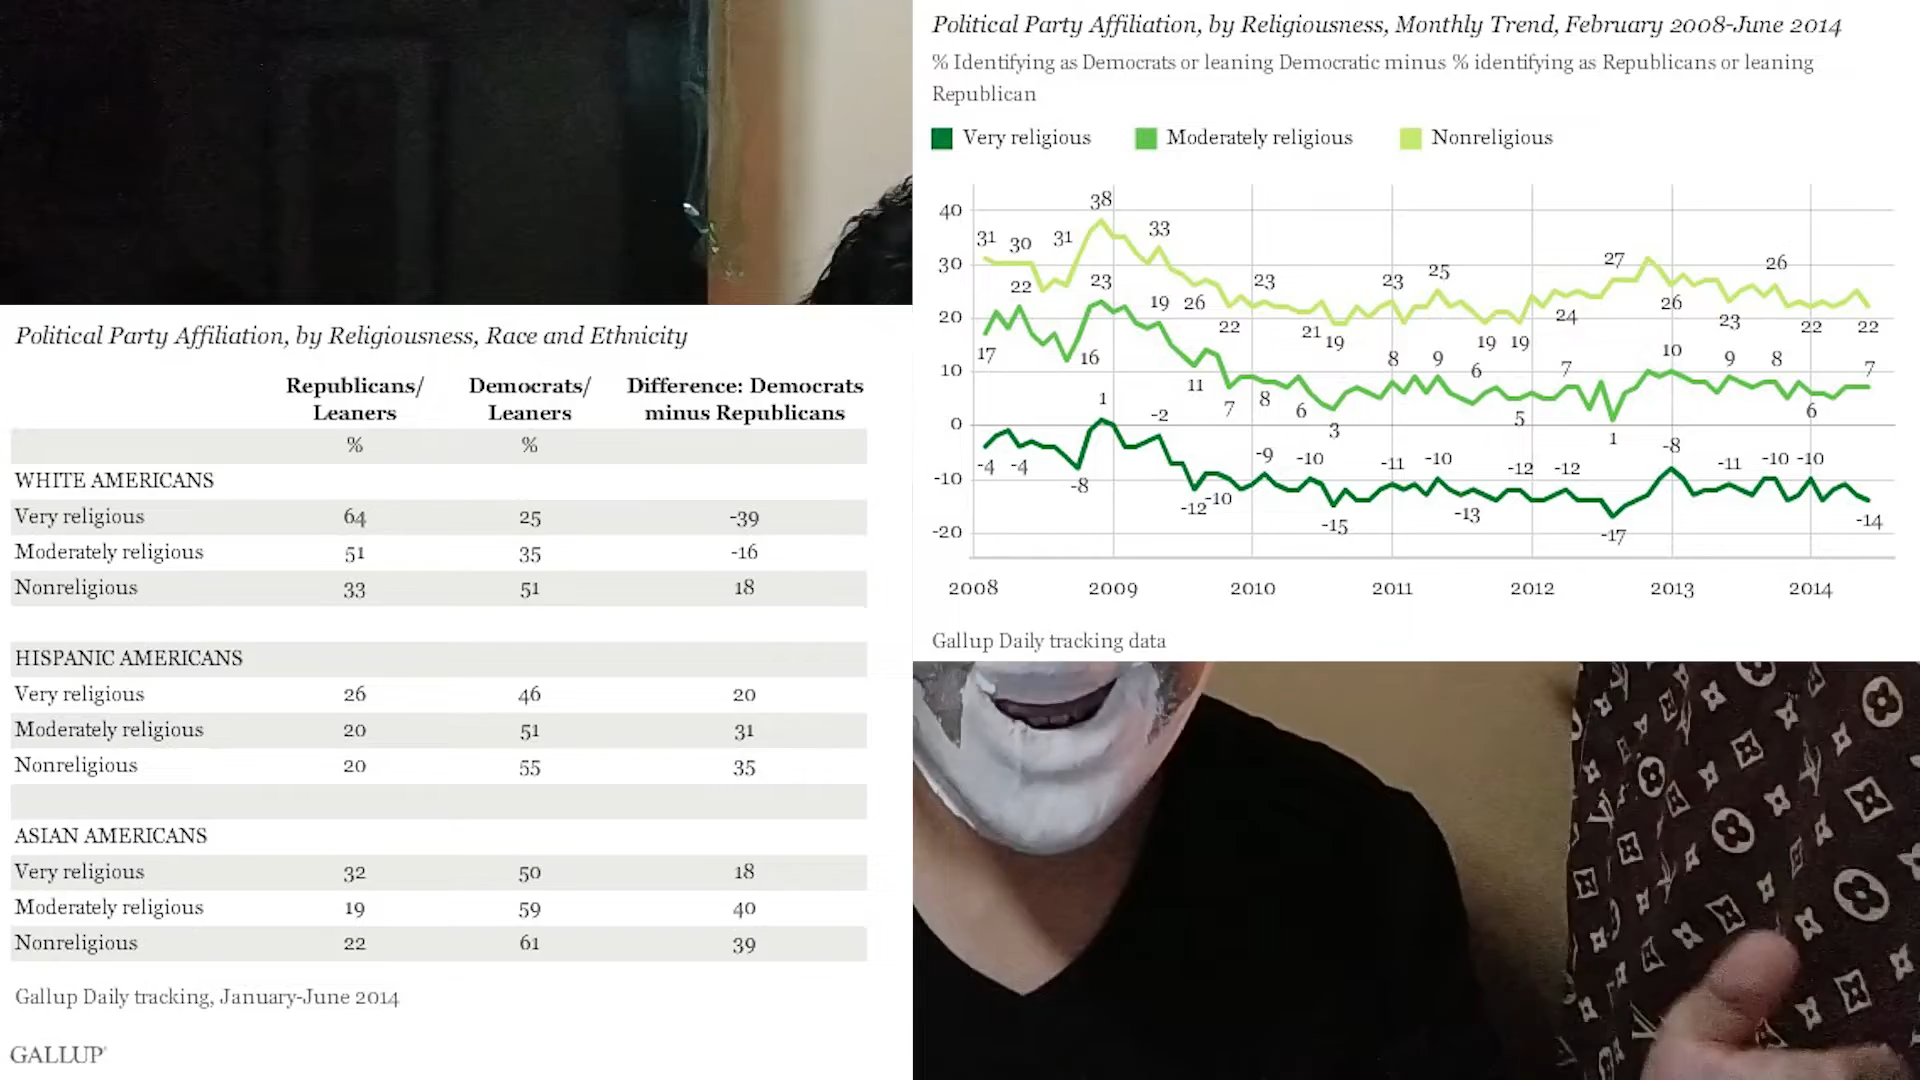 Political Party Affiliation, by Religiousness, Monthly Trend, February 2008-June 2014
% Identifying as Democrats or leaning Democratic minus % identifying as Republicans or leaning
Republican
Very religious Moderately religious Nonreligious
38
40
31 30 31 33
27
30
22 23 23 23 25 26
19 26 26
20
22 21 19 19 19 24 23 22 22
17 16
8 9 7 10 9 8 7
10
11
7 8 6 6 5 6
1
0
-2 3 1
-4 -4 -8
-9 -10 -11 -10 -12 -12 -11 -10 -10
-10
-8 -12 -10 -13
-15 -17 -14
-20
2008 2009 2010 2011 2012 2013 2014
Gallup Daily tracking data
Political Party Affiliation, by Religiousness, Race and Ethnicity
Republicans/ Democrats/ Difference: Democrats
Leaners Leaners minus Republicans
% %
WHITE AMERICANS
Very religious 64 25 -39
Moderately religious 51 35 -16
Nonreligious 33 51 18
HISPANIC AMERICANS
Very religious 26 46 20
Moderately religious 20 51 31
Nonreligious 20 55 35
ASIAN AMERICANS
Very religious 32 50 18
Moderately religious 19 59 40
Nonreligious 22 61 39
Gallup Daily tracking, January-June 2014
GALLUP